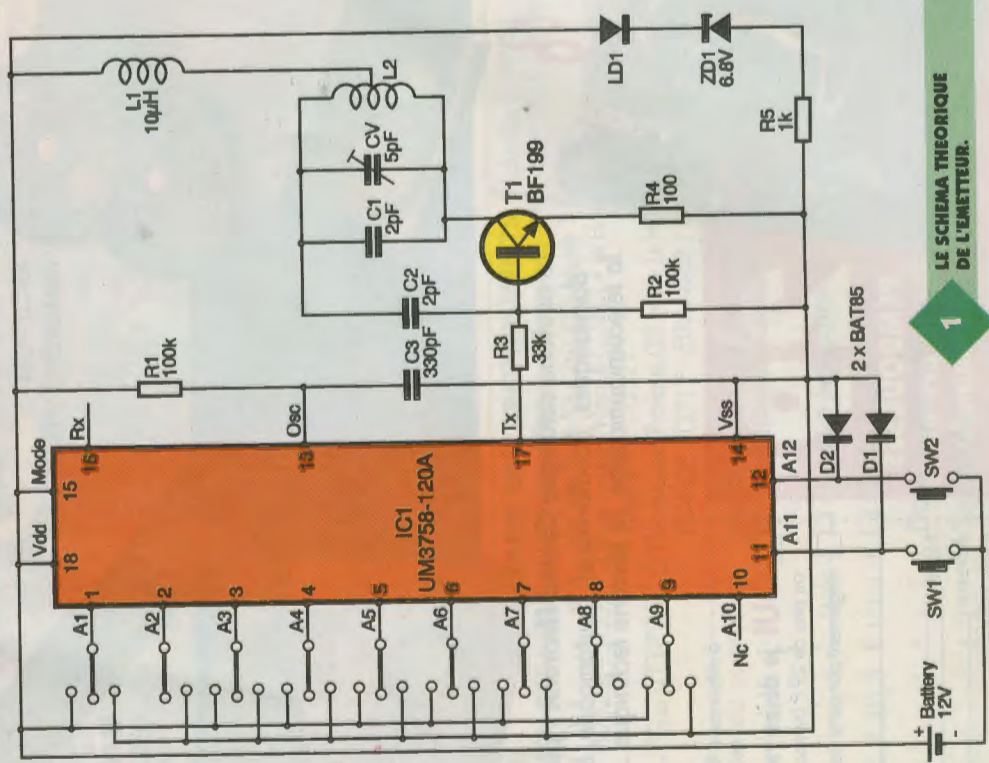 Vdd
Mode
18
15
A1
1
A2
2
A3
3
A4
4
A5
5
A6
6
A7
7
A8
8
A9
9
A10
10
Nc
IC1
UM3758-120A
16
Rx
13
Osc
17
Tx
14
Vss
11
12
A11
A12
R1
100k
C3
330pF
R3
33k
C2
2pF
C1
2pF
CV
5pF
L1
10µH
L2
T1
BF199
R2
100k
R4
100
LD1
ZD1
6.8V
R5
1k
D2
D1
2 x BAT85
SW1
SW2
+ Battery
- 12V
1
LE SCHEMA THEORIQUE
DE L'EMETTEUR.